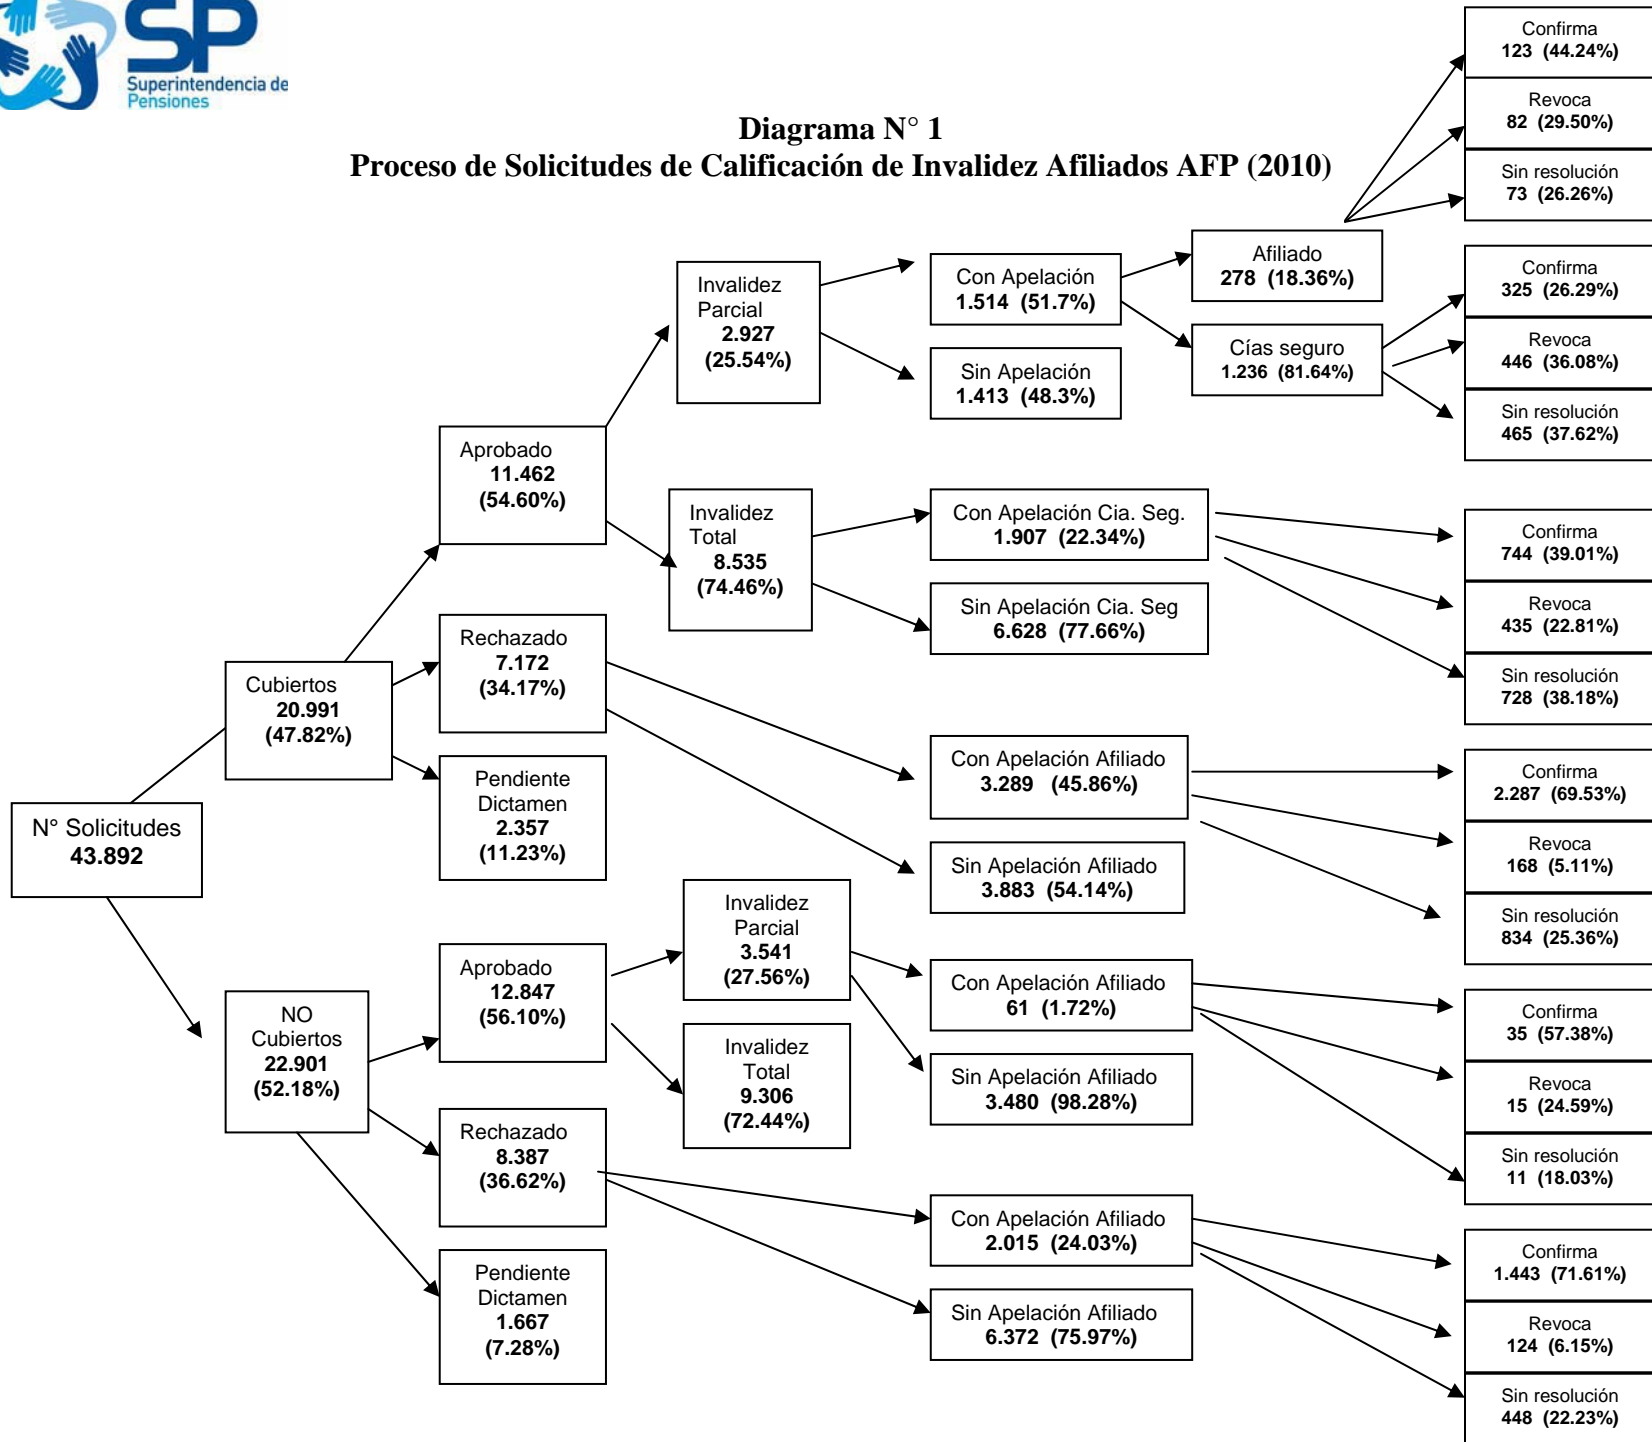 SP
Superintendencia de
Pensiones
Diagrama N° 1
Proceso de Solicitudes de Calificación de Invalidez Afiliados AFP (2010)
N° Solicitudes
43.892
Cubiertos
20.991
(47.82%)
NO
Cubiertos
22.901
(52.18%)
Aprobado
11.462
(54.60%)
Rechazado
7.172
(34.17%)
Pendiente
Dictamen
2.357
(11.23%)
Aprobado
12.847
(56.10%)
Rechazado
8.387
(36.62%)
Pendiente
Dictamen
1.667
(7.28%)
Invalidez
Parcial
2.927
(25.54%)
Invalidez
Total
8.535
(74.46%)
Invalidez
Parcial
3.541
(27.56%)
Invalidez
Total
9.306
(72.44%)
Con Apelación
1.514 (51.7%)
Sin Apelación
1.413 (48.3%)
Afiliado
278 (18.36%)
Cías seguro
1.236 (81.64%)
Con Apelación Cia. Seg.
1.907 (22.34%)
Sin Apelación Cia. Seg
6.628 (77.66%)
Con Apelación Afiliado
3.289 (45.86%)
Sin Apelación Afiliado
3.883 (54.14%)
Con Apelación Afiliado
61 (1.72%)
Sin Apelación Afiliado
3.480 (98.28%)
Con Apelación Afiliado
2.015 (24.03%)
Sin Apelación Afiliado
6.372 (75.97%)
Confirma
123 (44.24%)
Revoca
82 (29.50%)
Sin resolución
73 (26.26%)
Confirma
325 (26.29%)
Revoca
446 (36.08%)
Sin resolución
465 (37.62%)
Confirma
744 (39.01%)
Revoca
435 (22.81%)
Sin resolución
728 (38.18%)
Confirma
2.287 (69.53%)
Revoca
168 (5.11%)
Sin resolución
834 (25.36%)
Confirma
35 (57.38%)
Revoca
15 (24.59%)
Sin resolución
11 (18.03%)
Confirma
1.443 (71.61%)
Revoca
124 (6.15%)
Sin resolución
448 (22.23%)